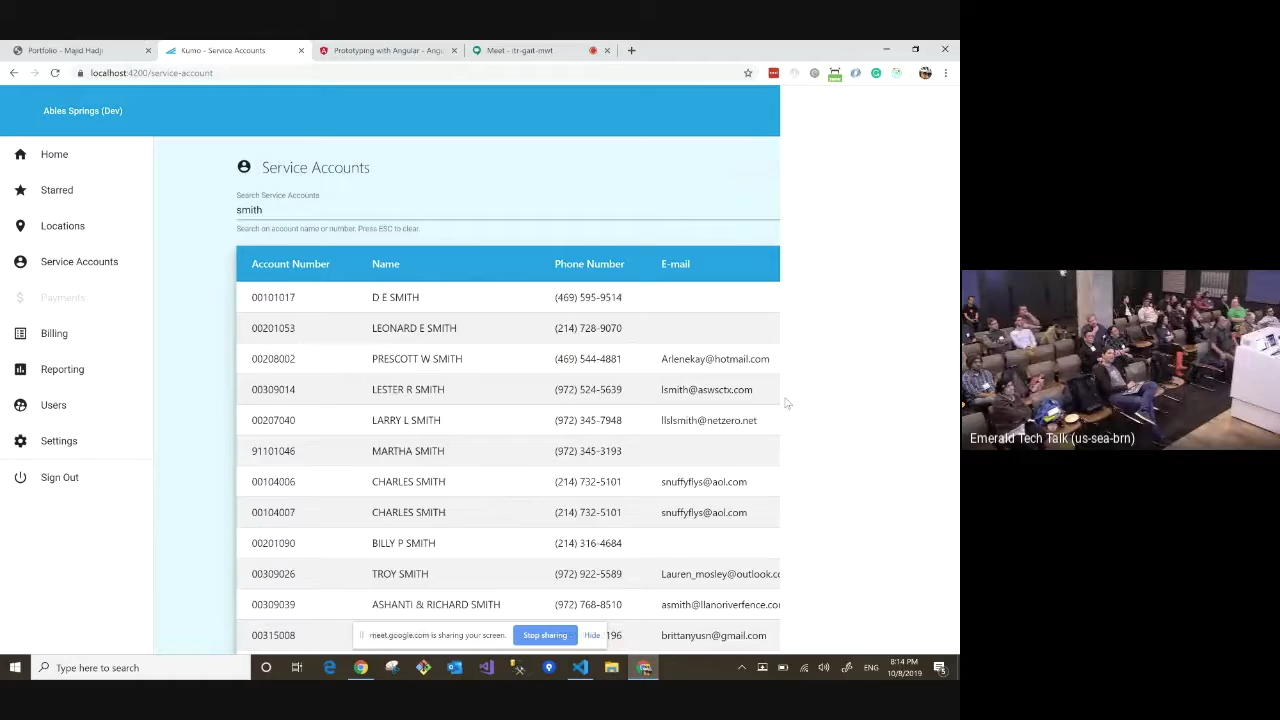 Portfolio - Majid Hadji
Kumo - Service Accounts
Prototyping with Angular - Angu
Meet - itr-gait-mwt
localhost:4200/service-account
Ables Springs (Dev)
Home
Starred
Locations
Service Accounts
Payments
Billing
Reporting
Users
Settings
Sign Out
Service Accounts
Search Service Accounts
smith
Search on account name or number. Press ESC to clear.
Account Number Name Phone Number E-mail
00101017 D E SMITH (469) 595-9514
00201053 LEONARD E SMITH (214) 728-9070
00208002 PRESCOTT W SMITH (469) 544-4881 Arlenekay@hotmail.com
00309014 LESTER R SMITH (972) 524-5639 lsmith@aswsctx.com
00207040 LARRY L SMITH (972) 345-7948 llslsmith@netzero.net
91101046 MARTHA SMITH (972) 345-3193
00104006 CHARLES SMITH (214) 732-5101 snuffyflys@aol.com
00104007 CHARLES SMITH (214) 732-5101 snuffyflys@aol.com
00201090 BILLY P SMITH (214) 316-4684
00309026 TROY SMITH (972) 922-5589 Lauren_mosley@outlook.co
00309039 ASHANTI & RICHARD SMITH (972) 768-8510 asmith@llanoriverfence.co
00315008 196 brittanyusn@gmail.com
meet.google.com is sharing your screen. Stop sharing Hide
Type here to search
ENG
8:14 PM
10/8/2019
Emerald Tech Talk (us-sea-brn)